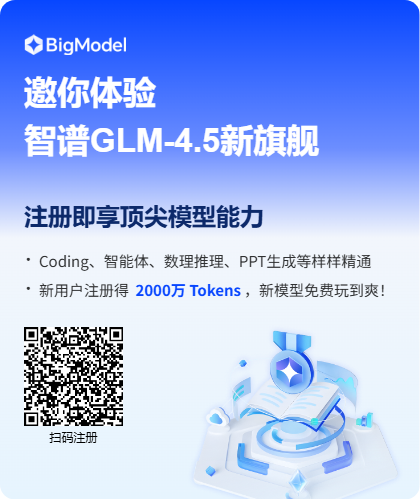 BigModel
邀你体验
智谱GLM-4.5新旗舰
注册即享顶尖模型能力
· Coding、智能体、数理推理、PPT生成等样样精通
· 新用户注册得 2000万 Tokens ，新模型免费玩到爽！
扫码注册